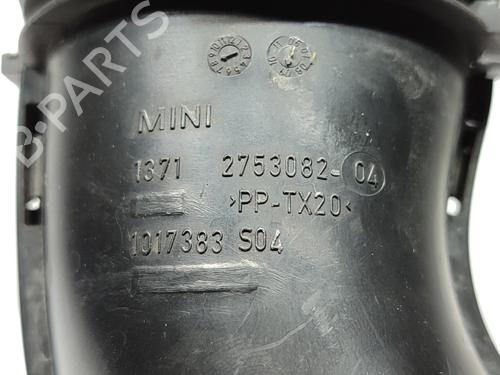 MINI
1371 2753082-04
>PP-TX20<
1017383 S04
B-PARTS